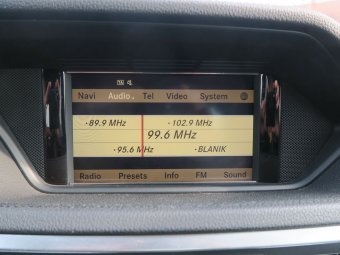 Navi Audio Tel Video System
·89.9 MHz ·102.9 MHz
99.6 MHz
·95.6 MHz ·BLANIK
Radio Presets Info FM Sound